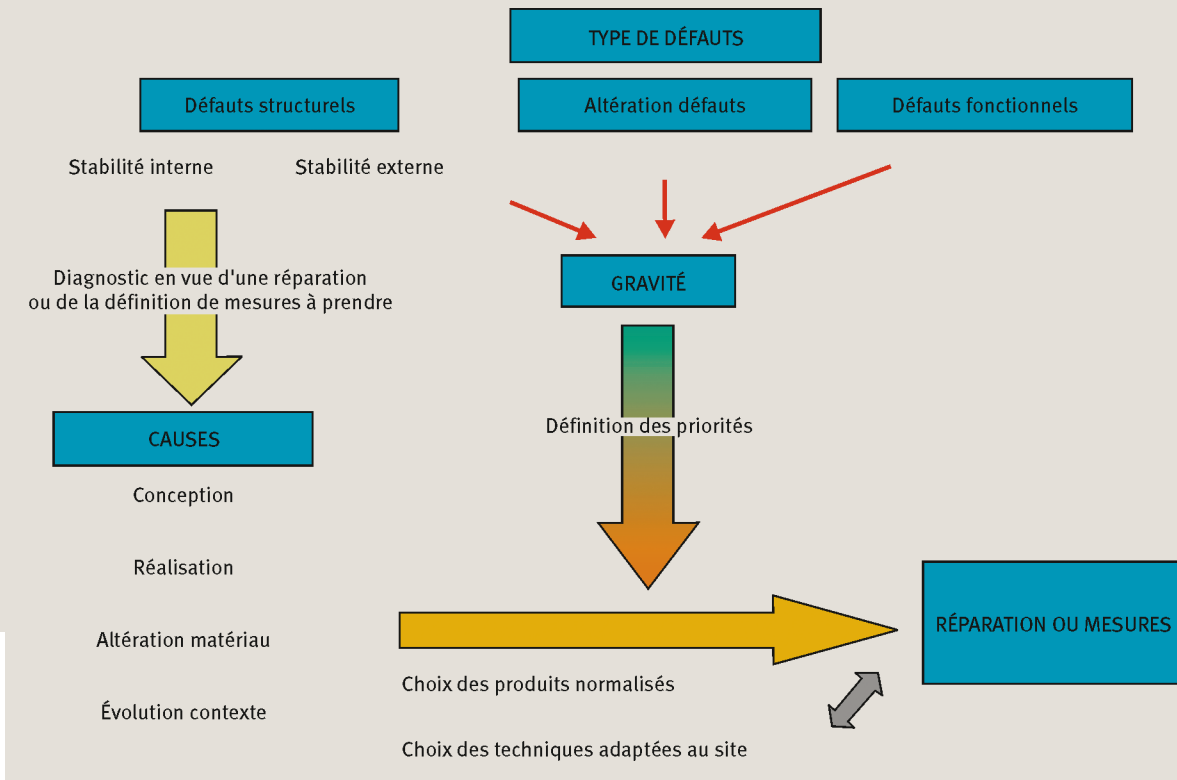 TYPE DE DÉFAUTS
Défauts structurels
Altération défauts
Défauts fonctionnels
Stabilité interne
Stabilité externe
Diagnostic en vue d'une réparation
ou de la définition de mesures à prendre
GRAVITÉ
Définition des priorités
CAUSES
Conception
Réalisation
Altération matériau
Évolution contexte
RÉPARATION OU MESURES
Choix des produits normalisés
Choix des techniques adaptées au site